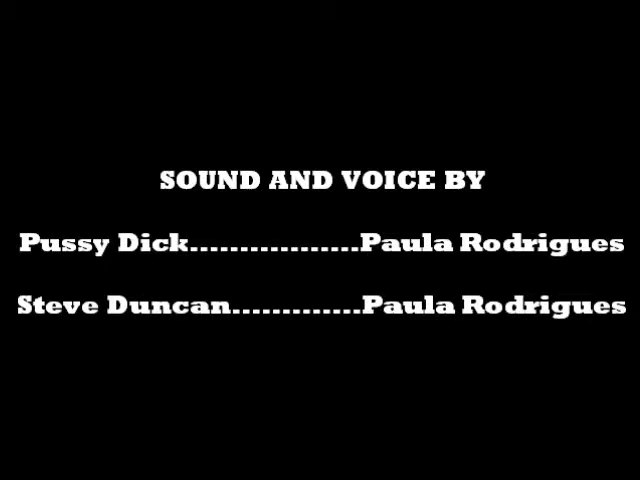 SOUND AND VOICE BY
Pussy Dick.................Paula Rodrigues
Steve Duncan.............Paula Rodrigues